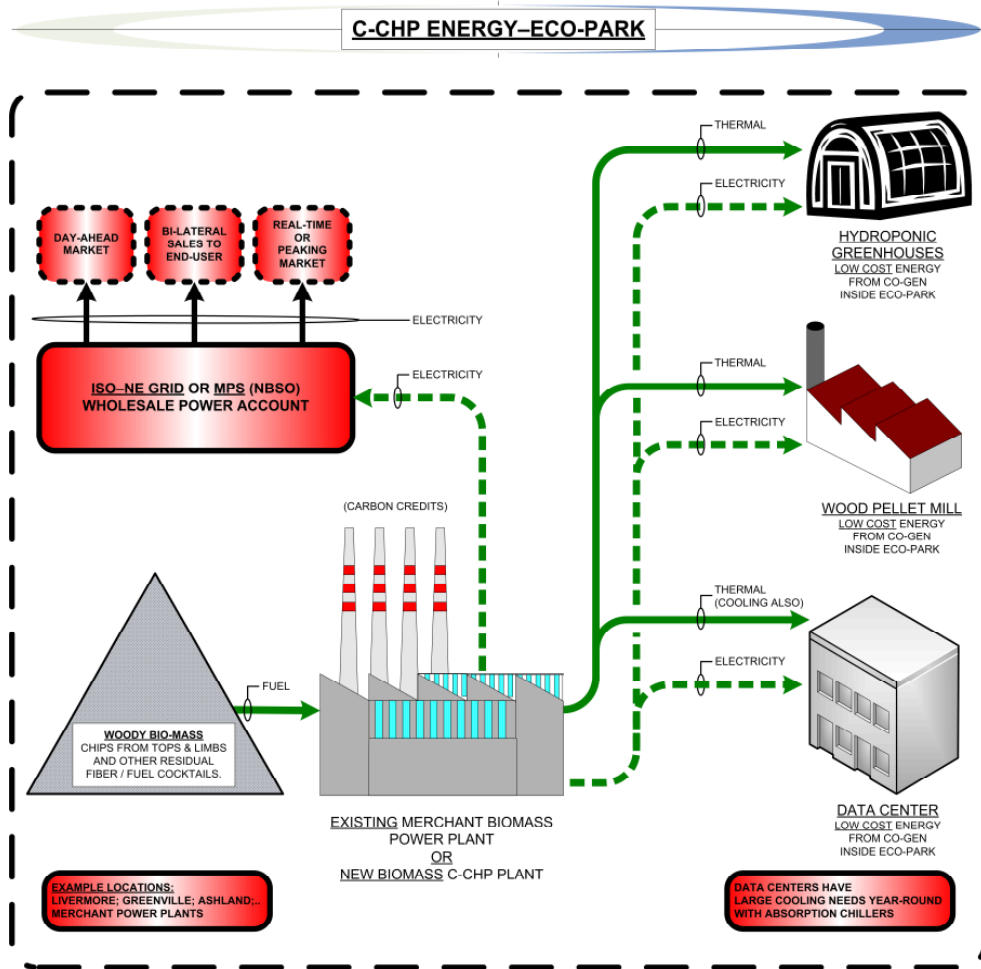 C-CHP ENERGY–ECO-PARK
THERMAL
ELECTRICITY
HYDROPONIC
GREENHOUSES
LOW COST ENERGY
FROM CO-GEN
INSIDE ECO-PARK
DAY-AHEAD
MARKET
BI-LATERAL
SALES TO
END-USER
REAL-TIME
OR
PEAKING
MARKET
ELECTRICITY
ISO–NE GRID OR MPS (NBSO)
WHOLESALE POWER ACCOUNT
ELECTRICITY
THERMAL
ELECTRICITY
WOOD PELLET MILL
LOW COST ENERGY
FROM CO-GEN
INSIDE ECO-PARK
(CARBON CREDITS)
THERMAL
(COOLING ALSO)
ELECTRICITY
FUEL
WOODY BIO-MASS
CHIPS FROM TOPS & LIMBS
AND OTHER RESIDUAL
FIBER / FUEL COCKTAILS.
EXISTING MERCHANT BIOMASS
POWER PLANT
OR
NEW BIOMASS C-CHP PLANT
DATA CENTER
LOW COST ENERGY
FROM CO-GEN
INSIDE ECO-PARK
EXAMPLE LOCATIONS:
LIVERMORE; GREENVILLE; ASHLAND;..
MERCHANT POWER PLANTS
DATA CENTERS HAVE
LARGE COOLING NEEDS YEAR-ROUND
WITH ABSORPTION CHILLERS